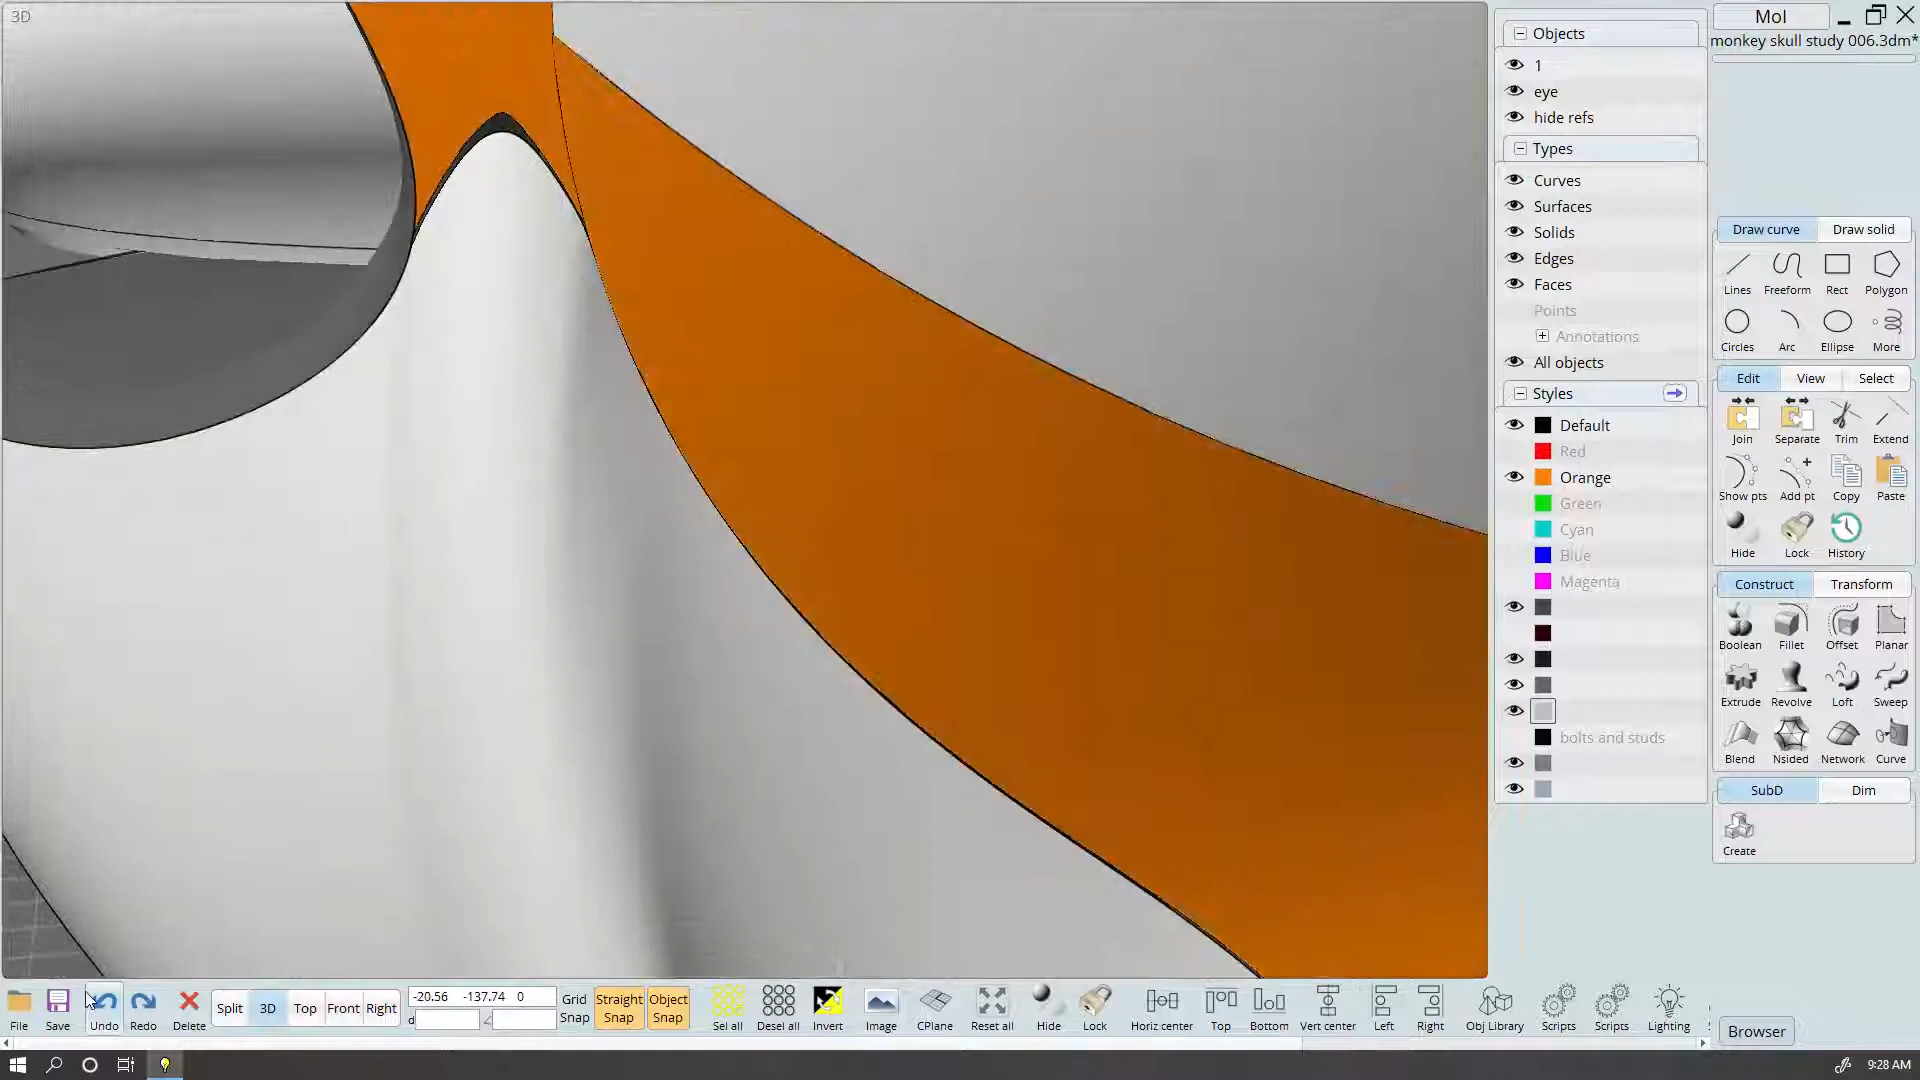 3D
MoI
monkey skull study 006.3dm*
Objects
1
eye
hide refs
Types
Curves
Surfaces
Solids
Edges
Faces
Points
Annotations
All objects
Styles
Default
Red
Orange
Green
Cyan
Blue
Magenta
bolts and studs
Draw curve Draw solid
Lines Freeform Rect Polygon
Circles Arc Ellipse More
Edit View Select
Join Separate Trim Extend
Show pts Add pt Copy Paste
Hide Lock History
Construct Transform
Boolean Fillet Offset Planar
Extrude Revolve Loft Sweep
Blend Nsided Network Curve
SubD Dim
Create
File Save Undo Redo Delete
Split 3D Top Front Right
-20.56 -137.74 0
d
Grid Snap
Straight Snap
Object Snap
Sel all Desel all Invert Image CPlane Reset all Hide Lock Horiz center Top Bottom Vert center Left Right Obj Library Scripts Scripts Lighting
Browser
9:28 AM